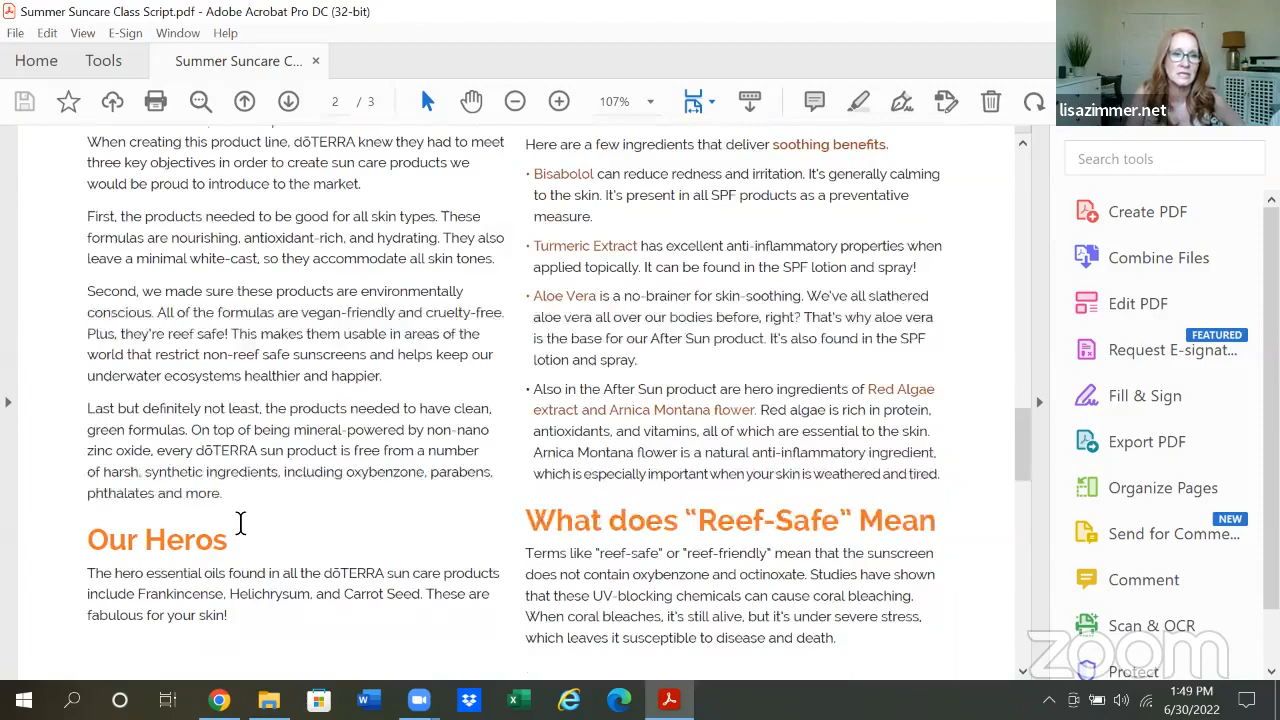 Summer Suncare Class Script.pdf - Adobe Acrobat Pro DC (32-bit)
File Edit View E-Sign Window Help
Home Tools Summer Suncare C... ×
2 / 3 107%
lisazimmer.net
When creating this product line, dōTERRA knew they had to meet
three key objectives in order to create sun care products we
would be proud to introduce to the market.
First, the products needed to be good for all skin types. These
formulas are nourishing, antioxidant-rich, and hydrating. They also
leave a minimal white-cast, so they accommodate all skin tones.
Second, we made sure these products are environmentally
conscious. All of the formulas are vegan-friendly and cruelty-free.
Plus, they're reef safe! This makes them usable in areas of the
world that restrict non-reef safe sunscreens and helps keep our
underwater ecosystems healthier and happier.
Last but definitely not least, the products needed to have clean,
green formulas. On top of being mineral-powered by non-nano
zinc oxide, every dōTERRA sun product is free from a number
of harsh, synthetic ingredients, including oxybenzone, parabens,
phthalates and more.
Our Heros
The hero essential oils found in all the dōTERRA sun care products
include Frankincense, Helichrysum, and Carrot Seed. These are
fabulous for your skin!
Here are a few ingredients that deliver soothing benefits.
• Bisabolol can reduce redness and irritation. It's generally calming
to the skin. It's present in all SPF products as a preventative
measure.
• Turmeric Extract has excellent anti-inflammatory properties when
applied topically. It can be found in the SPF lotion and spray!
• Aloe Vera is a no-brainer for skin-soothing. We've all slathered
aloe vera all over our bodies before, right? That's why aloe vera
is the base for our After Sun product. It's also found in the SPF
lotion and spray.
• Also in the After Sun product are hero ingredients of Red Algae
extract and Arnica Montana flower. Red algae is rich in protein,
antioxidants, and vitamins, all of which are essential to the skin.
Arnica Montana flower is a natural anti-inflammatory ingredient,
which is especially important when your skin is weathered and tired.
What does "Reef-Safe" Mean
Terms like "reef-safe" or "reef-friendly" mean that the sunscreen
does not contain oxybenzone and octinoxate. Studies have shown
that these UV-blocking chemicals can cause coral bleaching.
When coral bleaches, it's still alive, but it's under severe stress,
which leaves it susceptible to disease and death.
Search tools
Create PDF
Combine Files
Edit PDF
FEATURED
Request E-signat...
Fill & Sign
Export PDF
Organize Pages
NEW
Send for Comme...
Comment
Scan & OCR
Protect
zoom
1:49 PM
6/30/2022